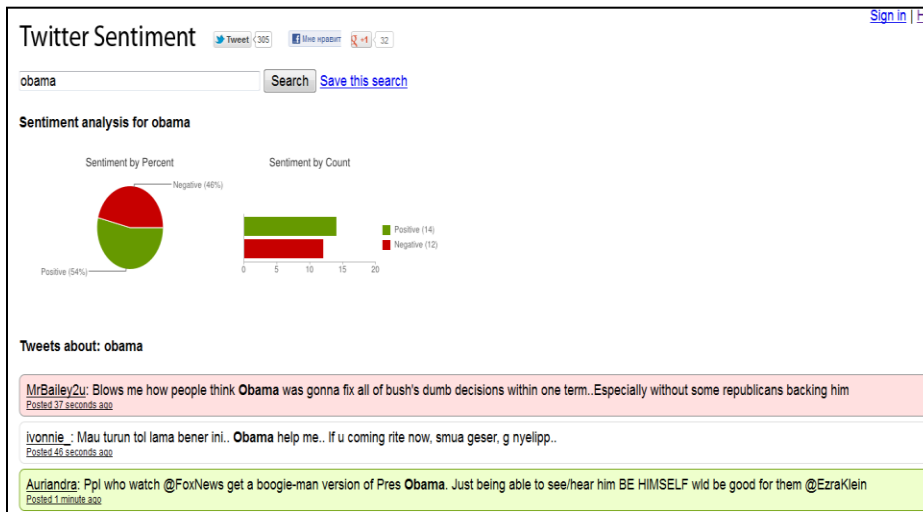 Sign in | H
Twitter Sentiment Tweet 305 Мне нравит +1 32
obama Search Save this search
Sentiment analysis for obama
Sentiment by Percent Sentiment by Count
Negative (46%)
Positive (14)
Negative (12)
Positive (54%)
0 5 10 15 20
Tweets about: obama
MrBailey2u: Blows me how people think Obama was gonna fix all of bush's dumb decisions within one term..Especially without some republicans backing him
Posted 37 seconds ago
ivonnie_: Mau turun tol lama bener ini.. Obama help me.. If u coming rite now, smua geser, g nyelipp..
Posted 46 seconds ago
Auriandra: Ppl who watch @FoxNews get a boogie-man version of Pres Obama. Just being able to see/hear him BE HIMSELF wld be good for them @EzraKlein
Posted 1 minute ago